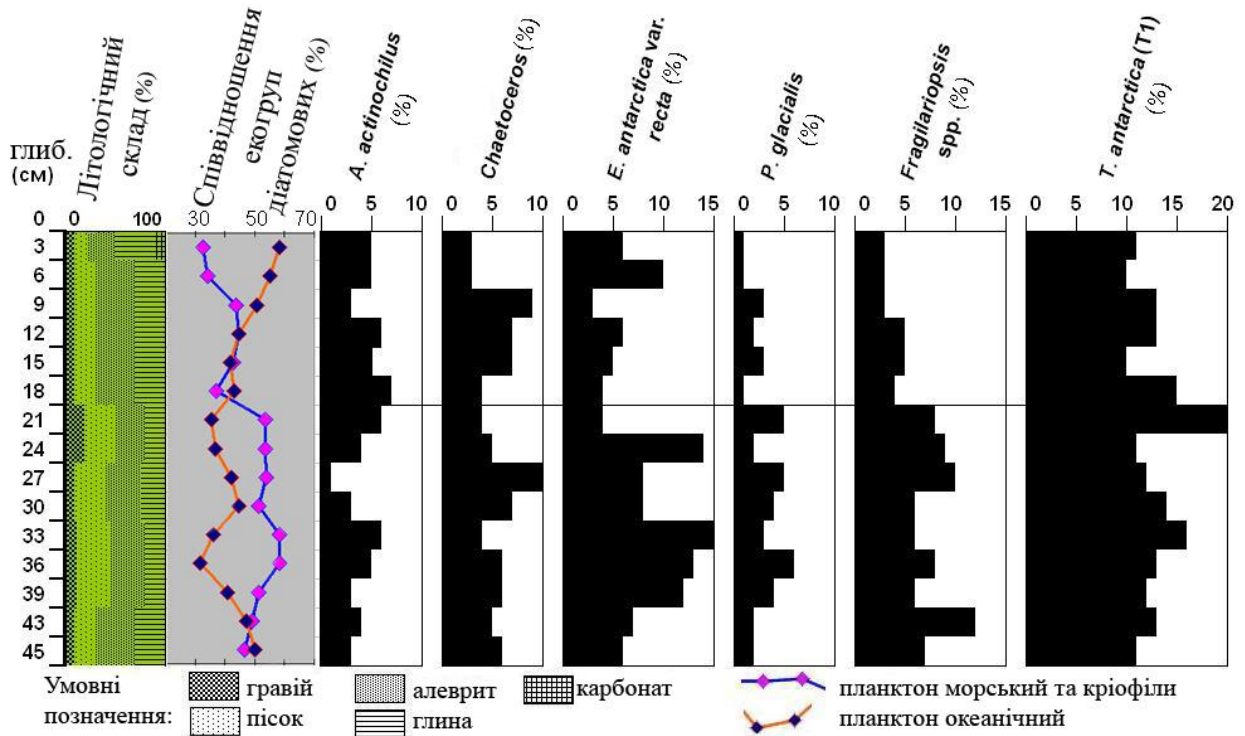 Літологічний
склад (%)
Співвідношення
екогруп
діатомових (%)
A. actinochilus
(%)
Chaetoceros (%)
E. antarctica var.
recta (%)
P. glacialis
(%)
Fragilariopsis
spp. (%)
T. antarctica (T1)
(%)
глиб.
(см)
0 0 100 30 50 70 0 5 10 0 5 10 0 5 10 15 0 5 10 0 5 10 15 0 5 10 15 20
3
6
9
12
15
18
21
24
27
30
33
36
39
43
45
Умовні
позначення:
гравій
пісок
алеврит
глина
карбонат
планктон морський та кріофіли
планктон океанічний